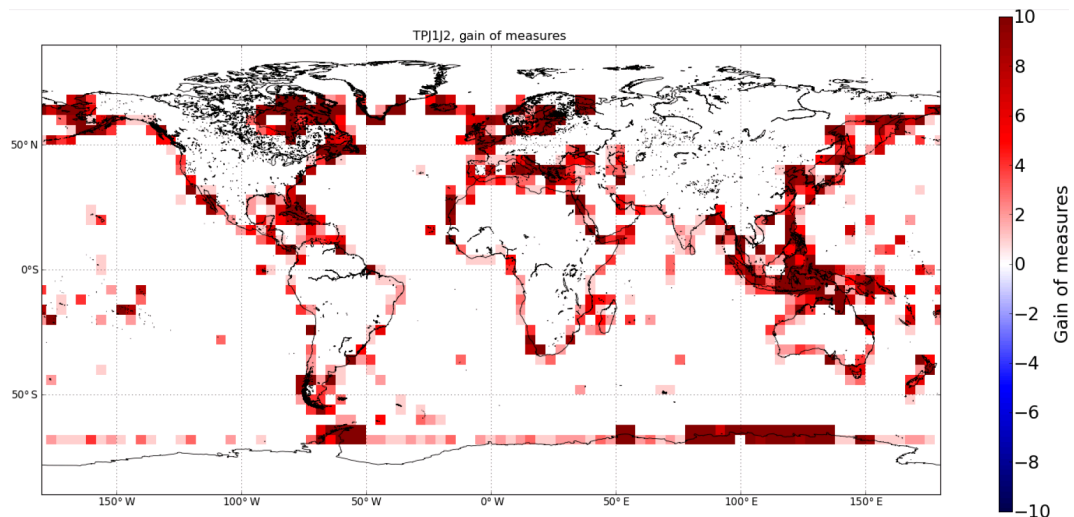 TPJ1J2, gain of measures
50° N
0° S
50° S
150° W
100° W
50° W
0° W
50° E
100° E
150° E
10
8
6
4
2
0
−2
−4
−6
−8
−10
Gain of measures